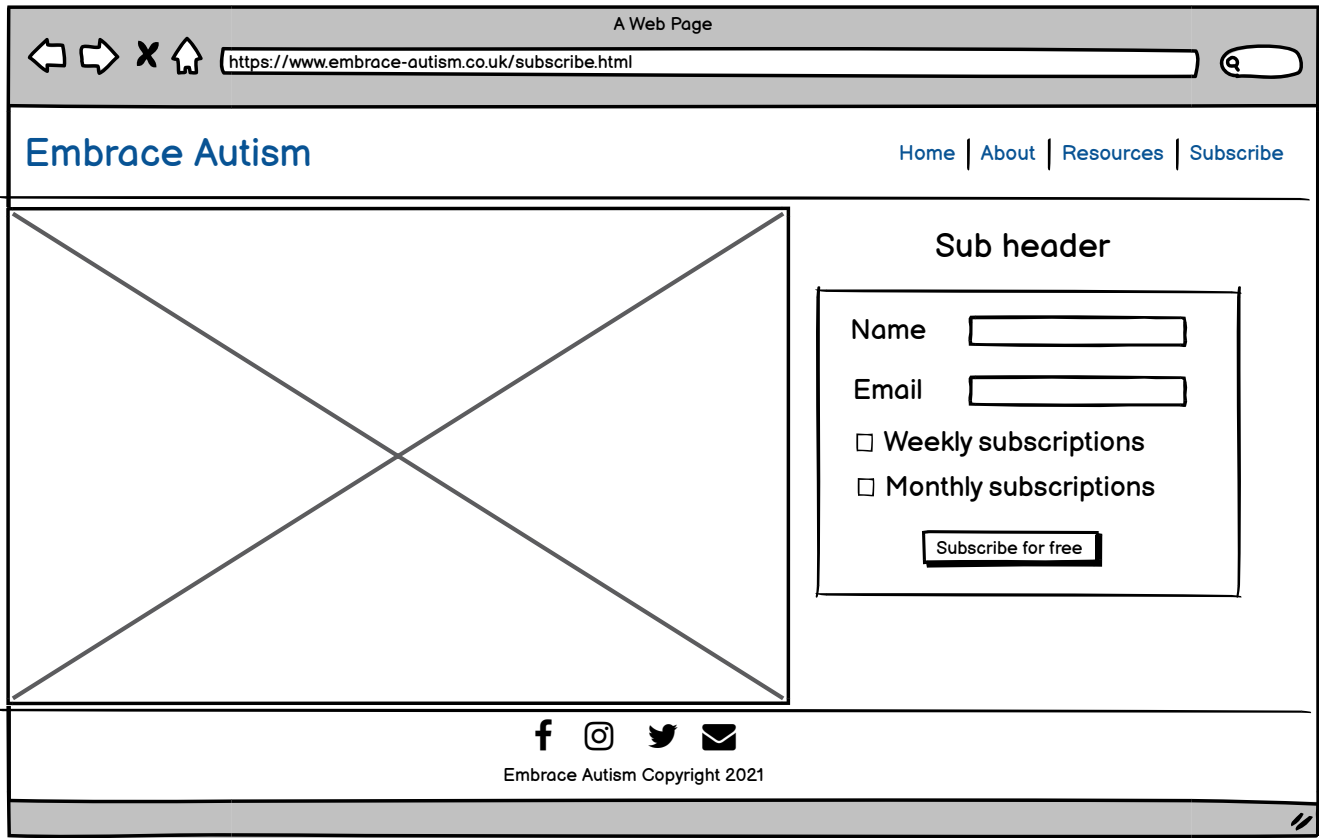 A Web Page
https://www.embrace-autism.co.uk/subscribe.html
Embrace Autism
Home About Resources Subscribe
Sub header
Name
Email
Weekly subscriptions
Monthly subscriptions
Subscribe for free
Embrace Autism Copyright 2021